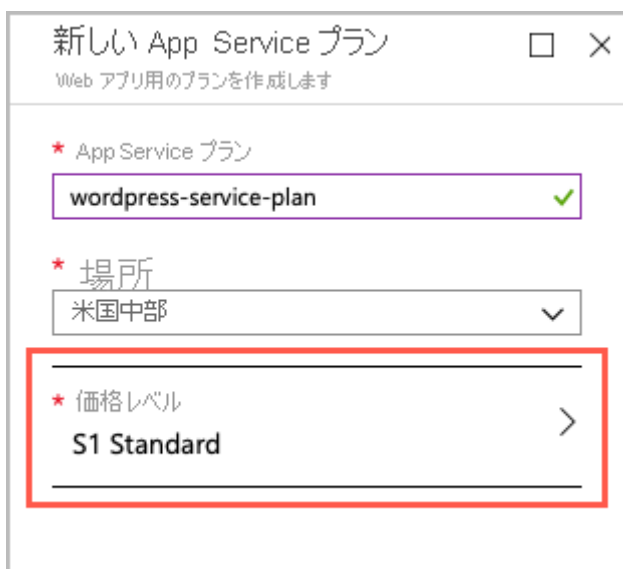 新しい App Service プラン
Web アプリ用のプランを作成します
* App Service プラン
wordpress-service-plan
* 場所
米国中部
* 価格レベル
S1 Standard